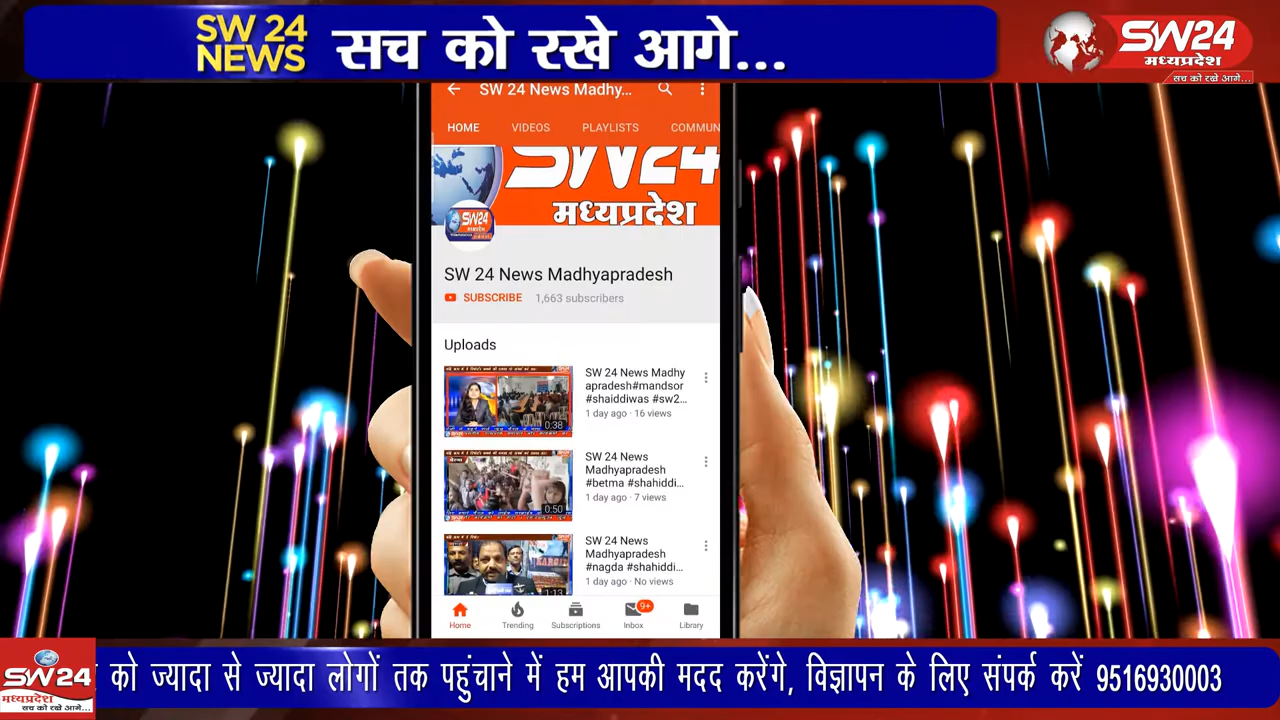 SW 24
NEWS
सच को रखे आगे...
SW24
मध्यप्रदेश
सच को रखे आगे...
SW 24 News Madhy...
HOME VIDEOS PLAYLISTS COMMUN
SW24
मध्यप्रदेश
SW24
SW 24 News Madhyapradesh
SUBSCRIBE 1,663 subscribers
Uploads
SW 24 News Madhy
apradesh#mandsor
#shaiddiwas #sw2...
1 day ago · 16 views
0:38
SW 24 News
Madhyapradesh
#betma #shahiddi...
1 day ago · 7 views
0:50
SW 24 News
Madhyapradesh
#nagda #shahiddi...
1 day ago · No views
1:13
9+
Home Trending Subscriptions Inbox Library
SW24
मध्यप्रदेश
सच को रखे आगे...
को ज्यादा से ज्यादा लोगों तक पहुंचाने में हम आपकी मदद करेंगे, विज्ञापन के लिए संपर्क करें 9516930003